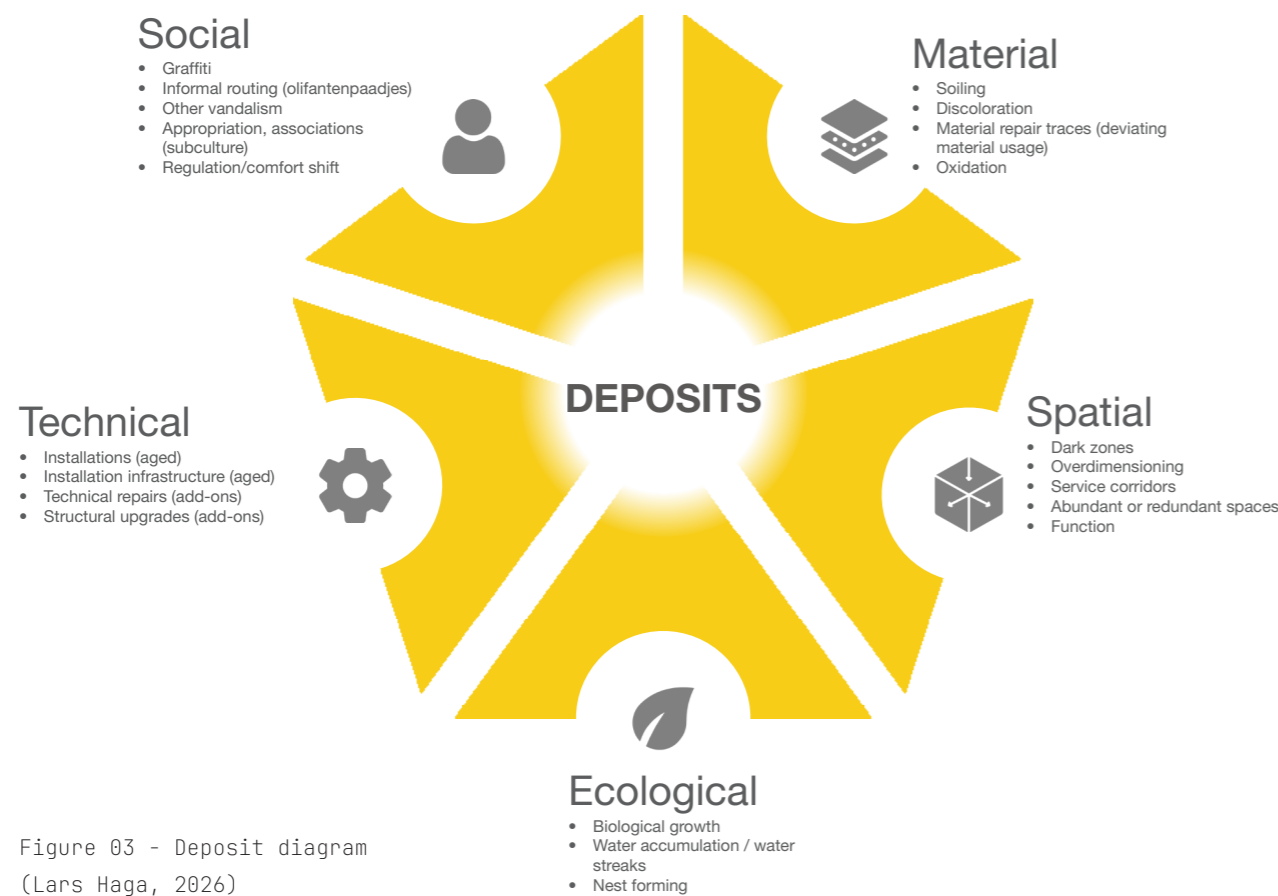 Social
• Graffiti
• Informal routing (olifantenpaadjes)
• Other vandalism
• Appropriation, associations
(subculture)
• Regulation/comfort shift
Material
• Soiling
• Discoloration
• Material repair traces (deviating
material usage)
• Oxidation
DEPOSITS
Technical
• Installations (aged)
• Installation infrastructure (aged)
• Technical repairs (add-ons)
• Structural upgrades (add-ons)
Spatial
• Dark zones
• Overdimensioning
• Service corridors
• Abundant or redundant spaces
• Function
Ecological
• Biological growth
• Water accumulation / water
streaks
• Nest forming
Figure 03 - Deposit diagram
(Lars Haga, 2026)